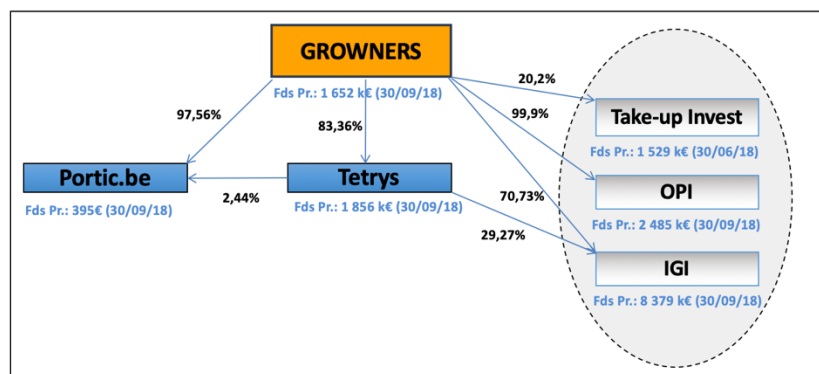 GROWNERS
Fds Pr.: 1 652 k€ (30/09/18)
20,2%
97,56%
83,36%
99,9%
Take-up Invest
Fds Pr.: 1 529 k€ (30/06/18)
Portic.be
2,44%
Tetrys
70,73%
OPI
Fds Pr.: 395€ (30/09/18)
Fds Pr.: 1 856 k€ (30/09/18)
Fds Pr.: 2 485 k€ (30/09/18)
29,27%
IGI
Fds Pr.: 8 379 k€ (30/09/18)